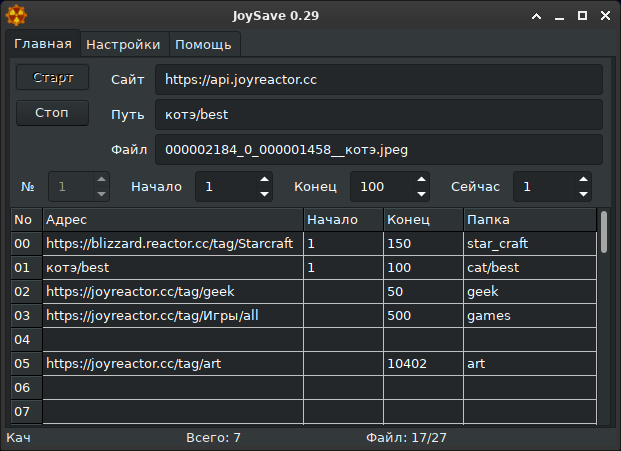 JoySave 0.29
Главная Настройки Помощь
Старт Сайт https://api.joyreactor.cc
Стоп Путь котэ/best
Файл 000002184_0_000001458__котэ.jpeg
№ 1 Начало 1 Конец 100 Сейчас 1
No Адрес Начало Конец Папка
00 https://blizzard.reactor.cc/tag/Starcraft 1 150 star_craft
01 котэ/best 1 100 cat/best
02 https://joyreactor.cc/tag/geek 50 geek
03 https://joyreactor.cc/tag/Игры/all 500 games
04
05 https://joyreactor.cc/tag/art 10402 art
06
07
Кач Всего: 7 Файл: 17/27